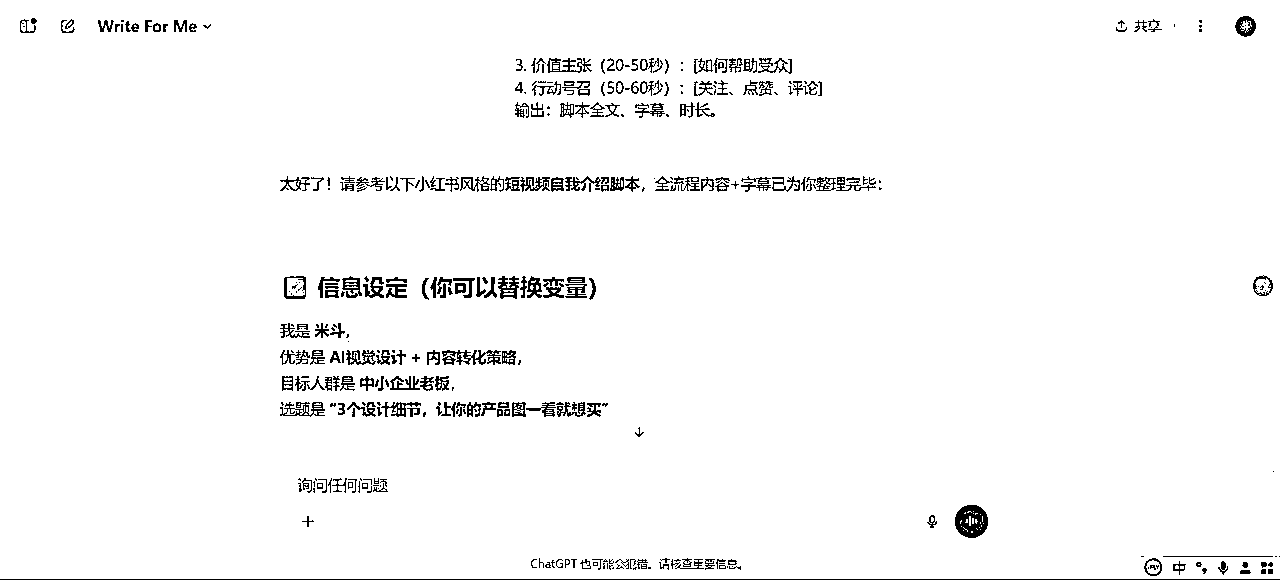 Write For Me
共享
3. 价值主张（20-50秒）：[如何帮助受众]
4. 行动号召（50-60秒）：[关注、点赞、评论]
输出：脚本全文、字幕、时长。
太好了！请参考以下小红书风格的短视频自我介绍脚本，全流程内容+字幕已为你整理完毕：
信息设定（你可以替换变量）
我是 米斗，
优势是 AI视觉设计 + 内容转化策略，
目标人群是 中小企业老板，
选题是 “3个设计细节，让你的产品图一看就想买”
询问任何问题
ChatGPT 也可能会犯错。请核查重要信息。
中